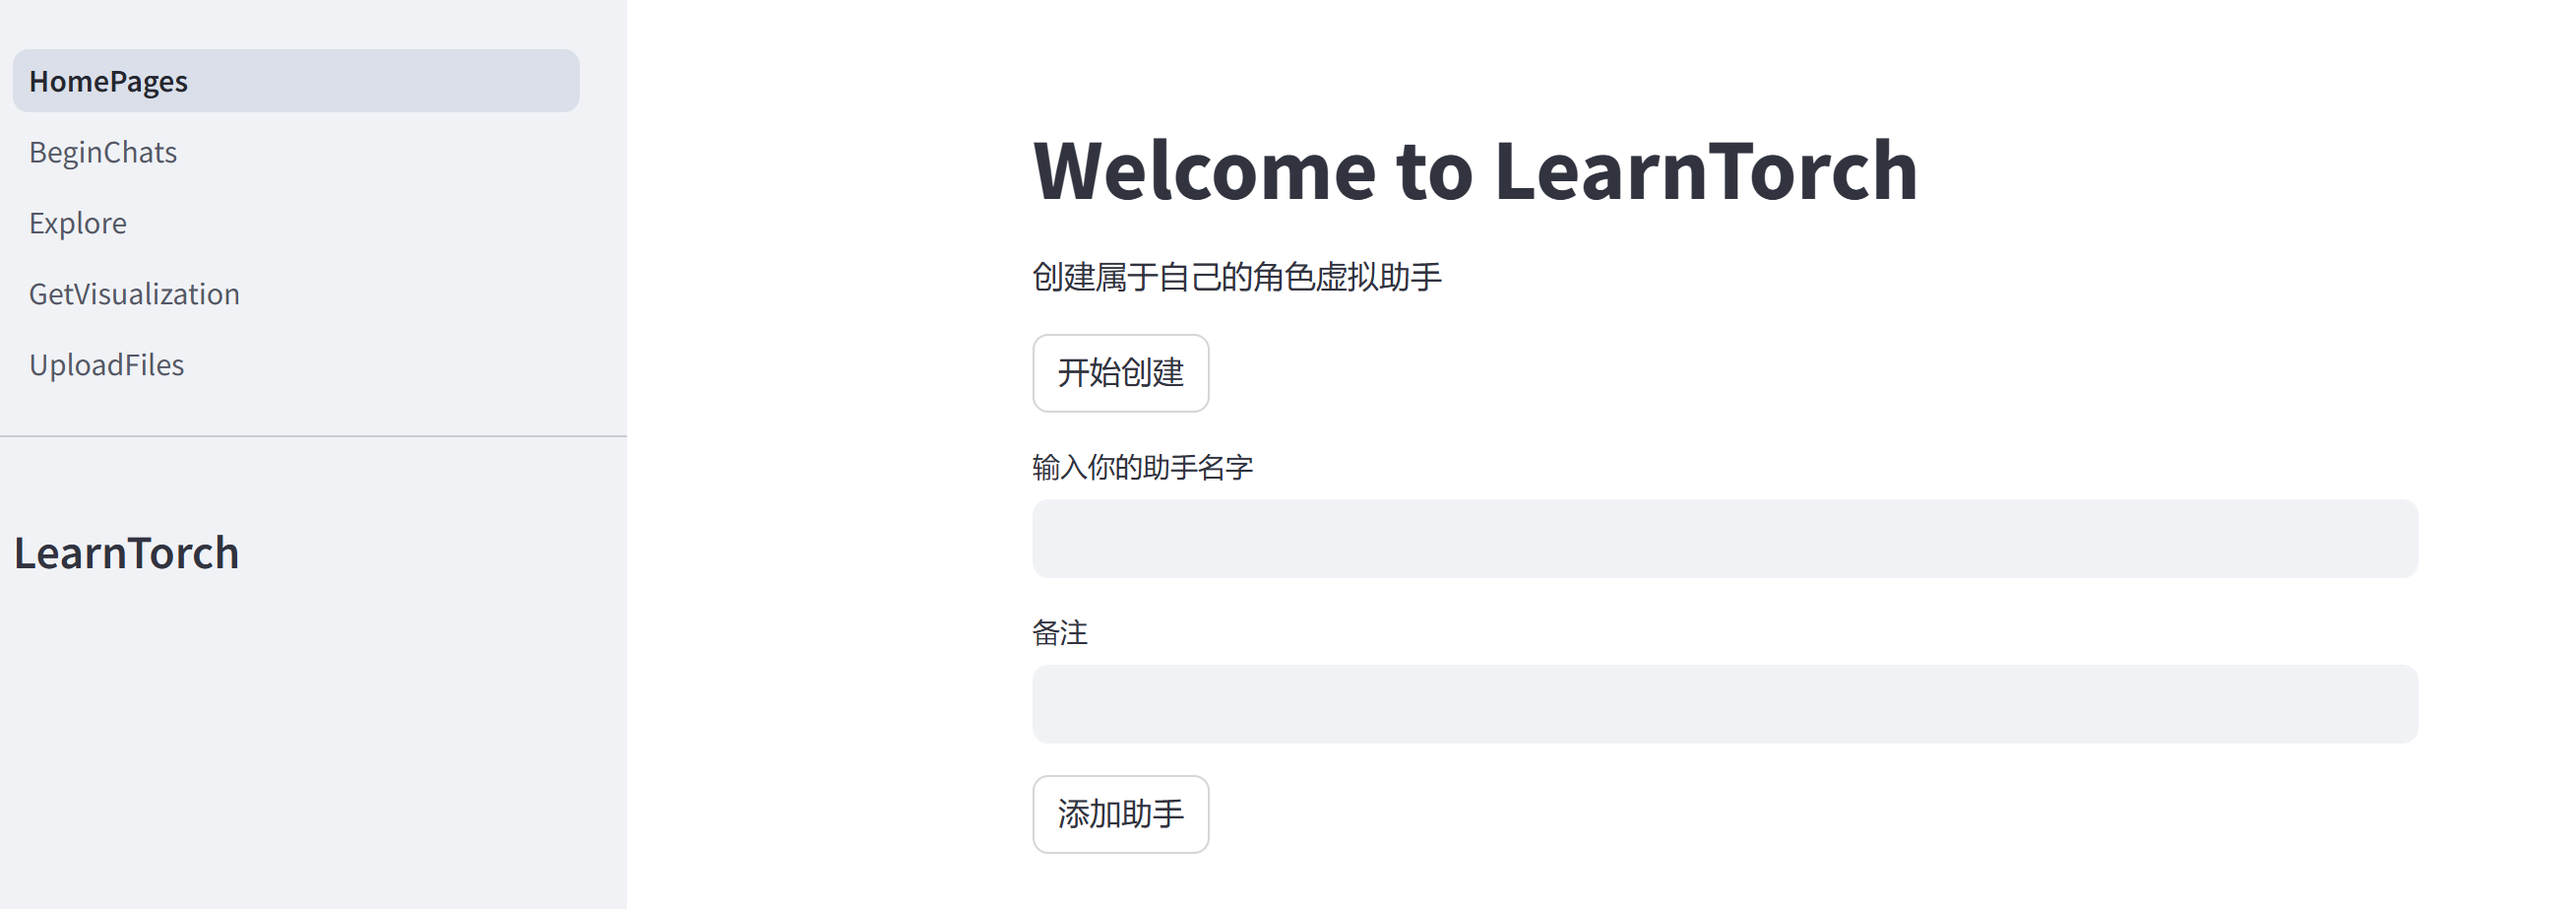 HomePages
BeginChats
Explore
GetVisualization
UploadFiles
LearnTorch
Welcome to LearnTorch
创建属于自己的角色虚拟助手
开始创建
输入你的助手名字
备注
添加助手